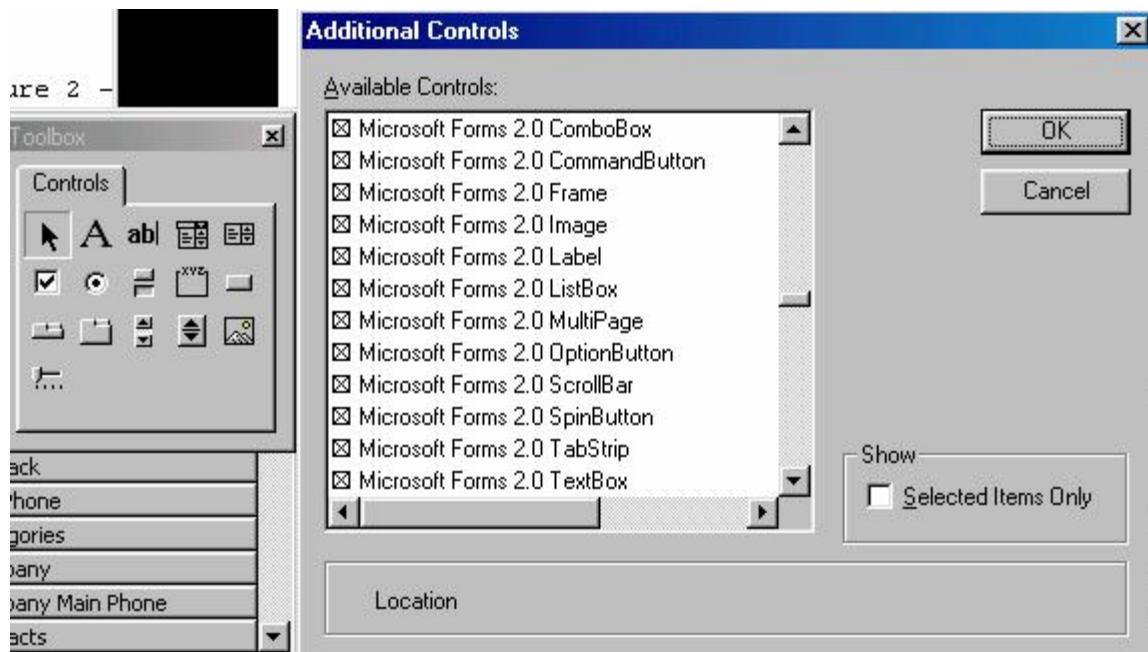 Additional Controls
ure 2 -
Available Controls:
Toolbox
Controls
A
ab|
xyz
Microsoft Forms 2.0 ComboBox
Microsoft Forms 2.0 CommandButton
Microsoft Forms 2.0 Frame
Microsoft Forms 2.0 Image
Microsoft Forms 2.0 Label
Microsoft Forms 2.0 ListBox
Microsoft Forms 2.0 MultiPage
Microsoft Forms 2.0 OptionButton
Microsoft Forms 2.0 ScrollBar
Microsoft Forms 2.0 SpinButton
Microsoft Forms 2.0 TabStrip
Microsoft Forms 2.0 TextBox
OK
Cancel
Show
Selected Items Only
Location
ack
Phone
gories
pany
pany Main Phone
acts